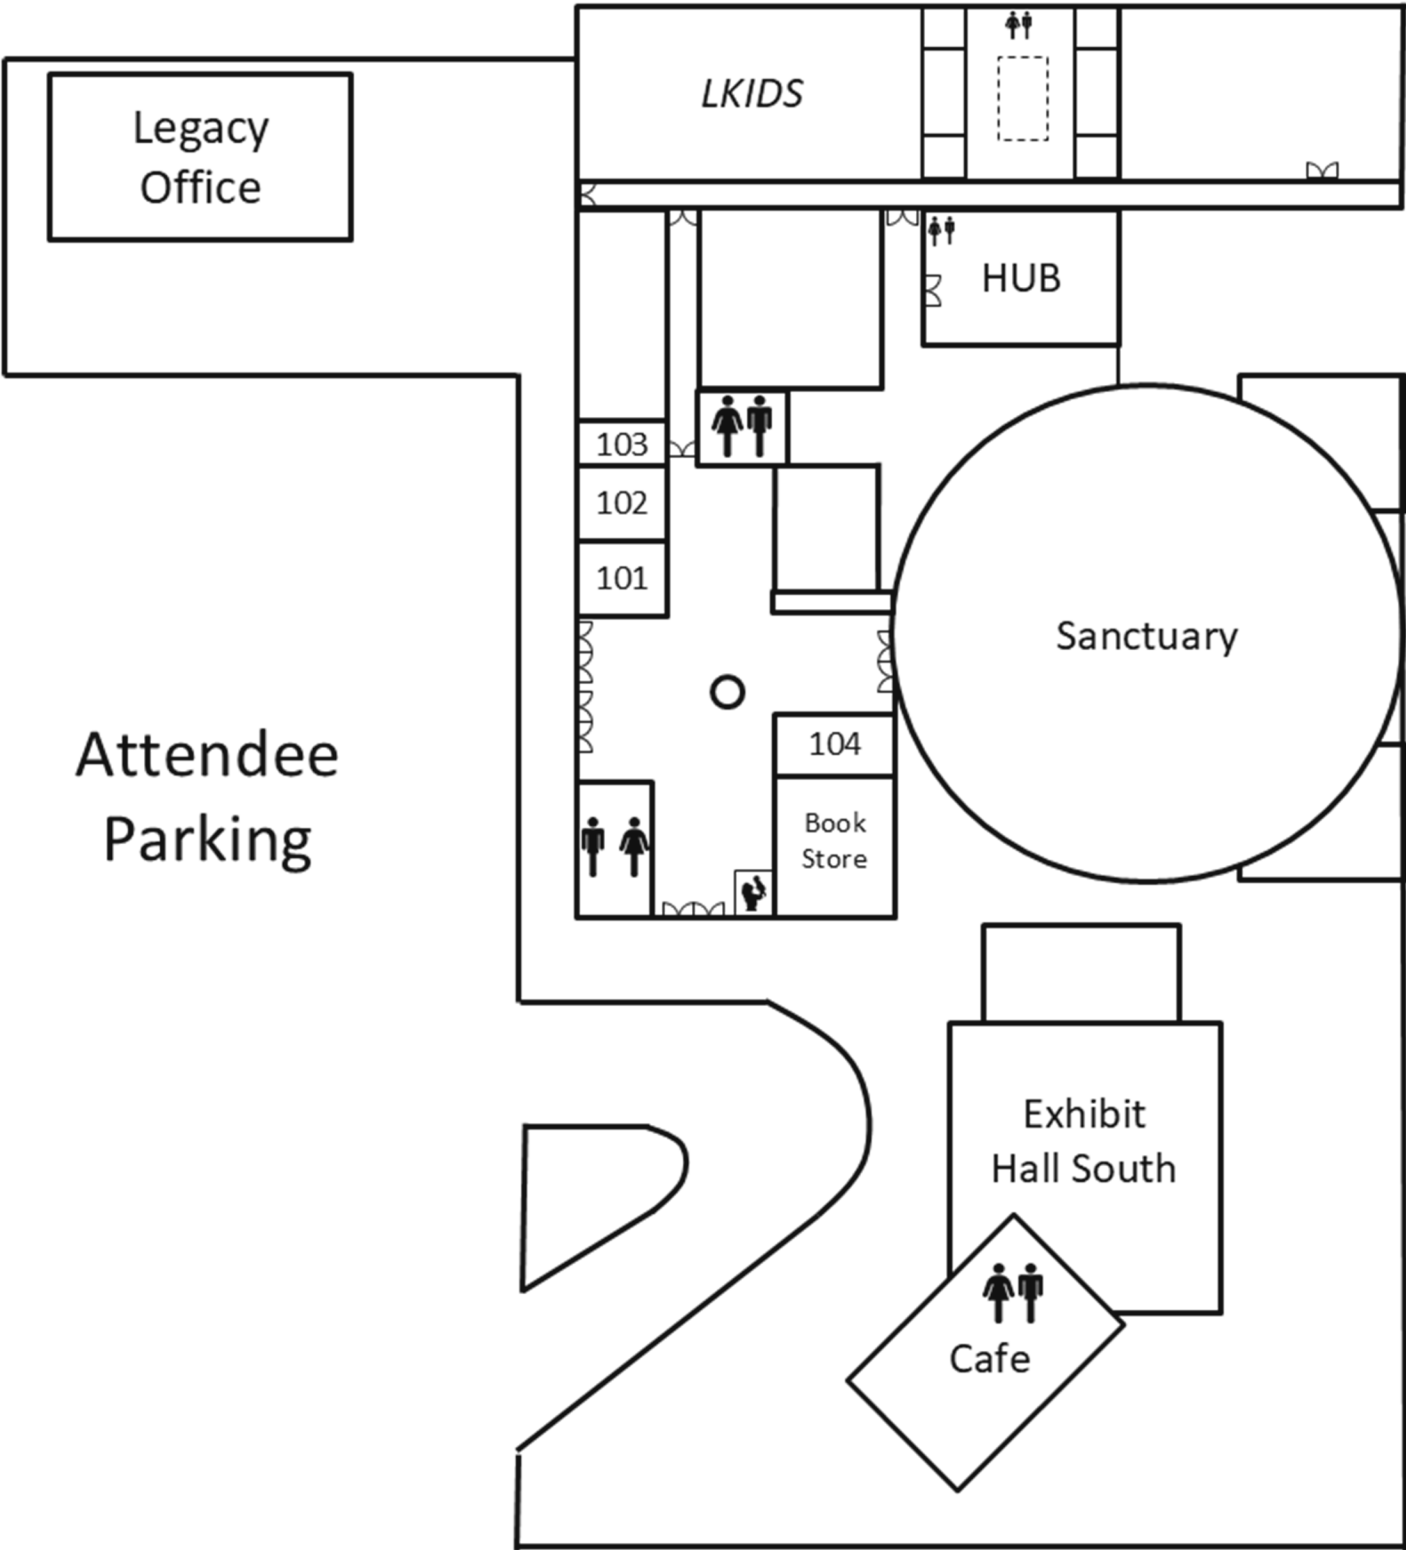 LKIDS
Legacy
Office
HUB
103
102
101
Sanctuary
104
Book
Store
Attendee
Parking
Exhibit
Hall South
Cafe